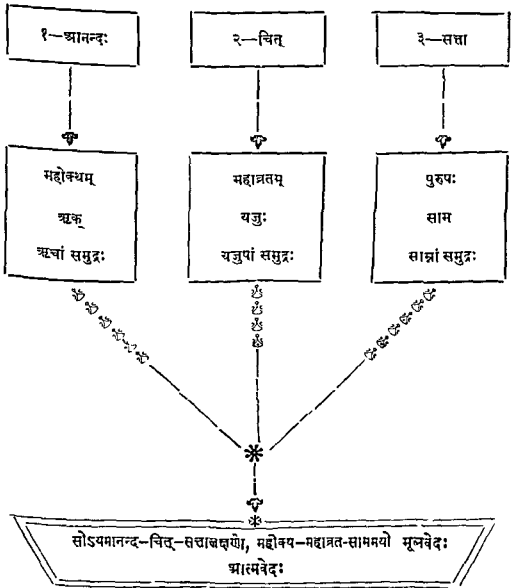 १—आनन्दः
२—चित्
३—सत्ता
महोक्थम्
ऋक्
ऋचां समुद्रः
महाव्रतम्
यजुः
यजुषां समुद्रः
पुरुषः
साम
साम्नां समुद्रः
सोऽयमानन्द-चित्-सत्तालक्षणो, महोक्थ-महाव्रत-साममयो मूलवेदः
आत्मवेदः